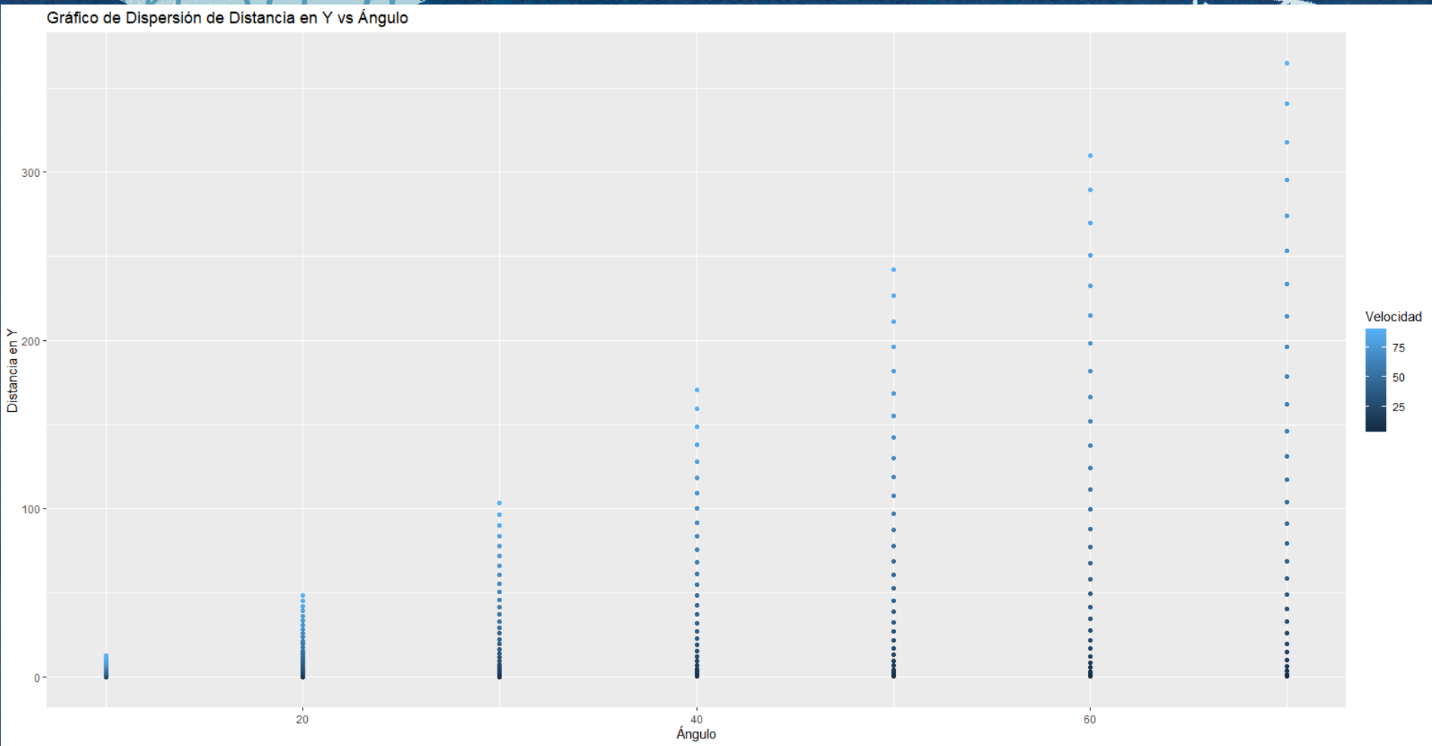 Gráfico de Dispersión de Distancia en Y vs Ángulo
300
200
100
0
Distancia en Y
20
40
60
Ángulo
Velocidad
75
50
25